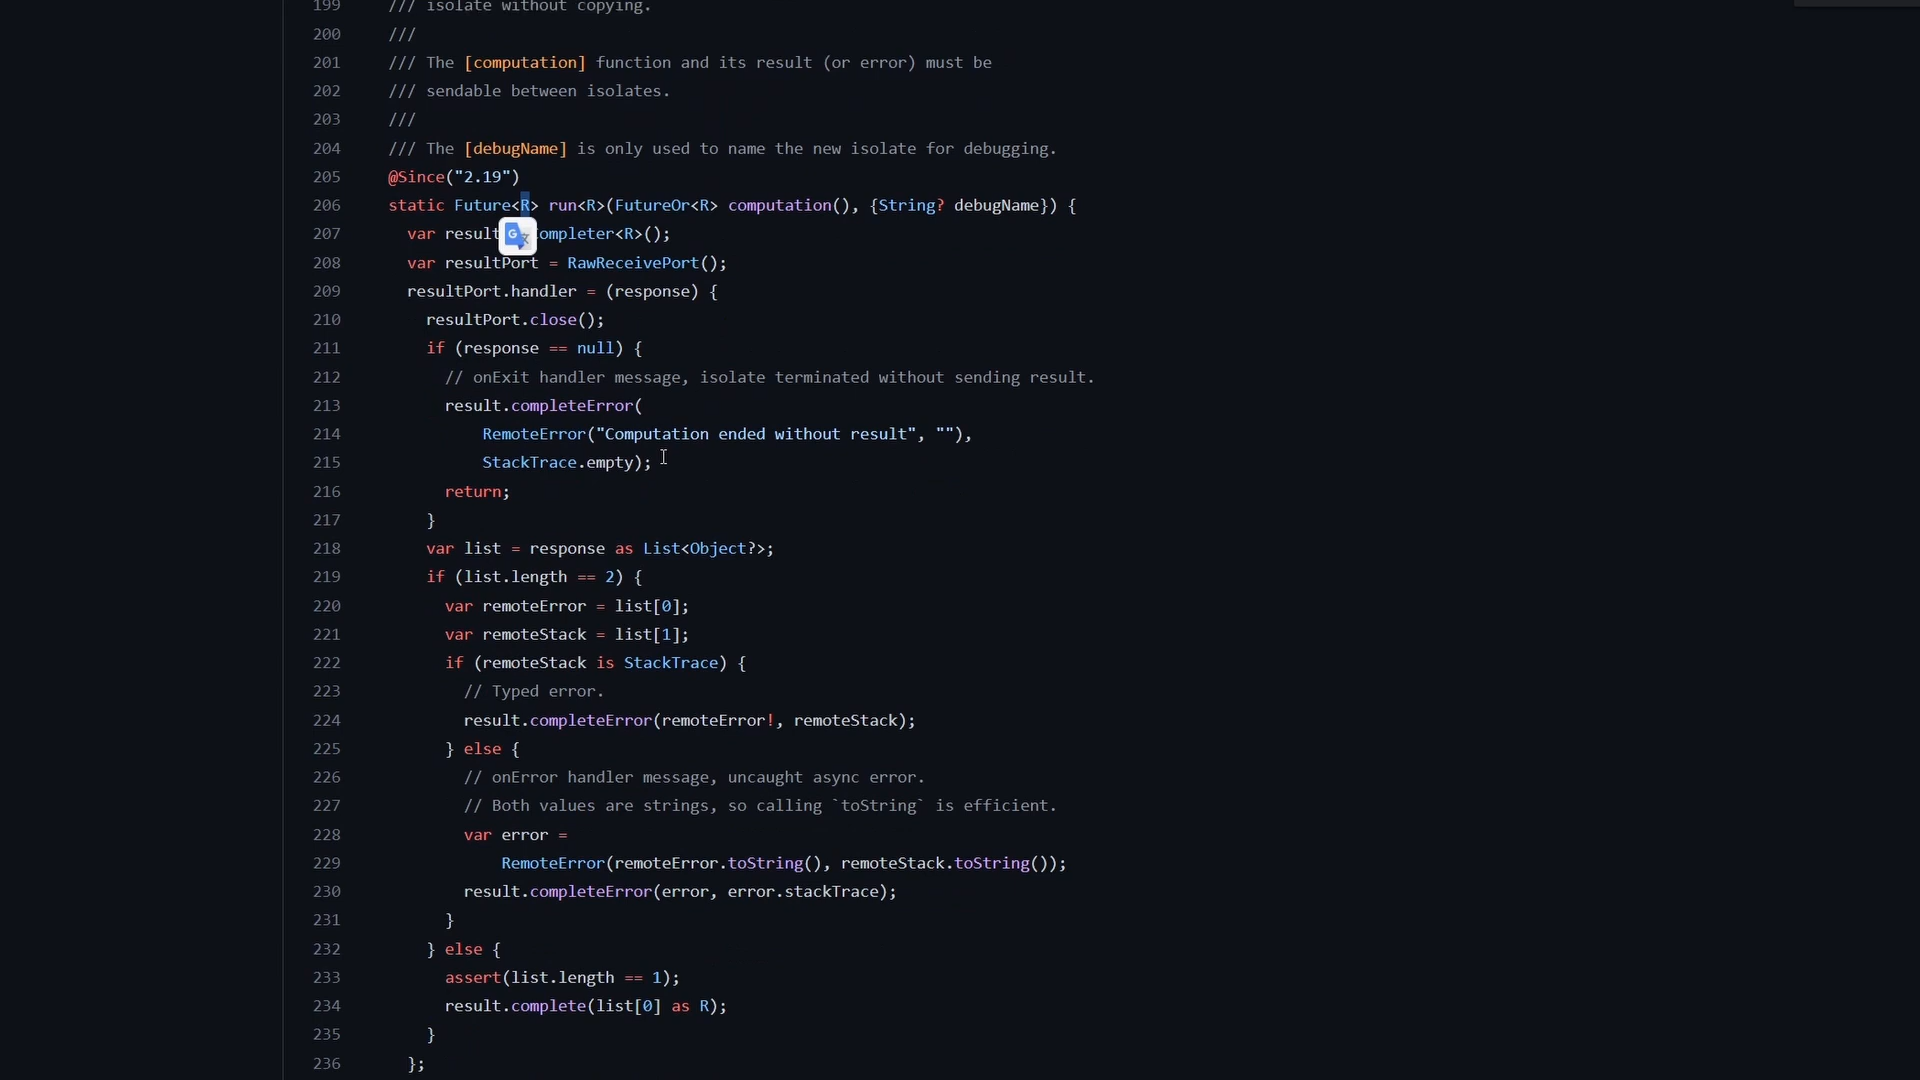 199 /// isolate without copying.
200 ///
201 /// The [computation] function and its result (or error) must be
202 /// sendable between isolates.
203 ///
204 /// The [debugName] is only used to name the new isolate for debugging.
205 @Since("2.19")
206 static Future<R> run<R>(FutureOr<R> computation(), {String? debugName}) {
207 var result ompleter<R>();
208 var resultPort = RawReceivePort();
209 resultPort.handler = (response) {
210 resultPort.close();
211 if (response == null) {
212 // onExit handler message, isolate terminated without sending result.
213 result.completeError(
214 RemoteError("Computation ended without result", ""),
215 StackTrace.empty);
216 return;
217 }
218 var list = response as List<Object?>;
219 if (list.length == 2) {
220 var remoteError = list[0];
221 var remoteStack = list[1];
222 if (remoteStack is StackTrace) {
223 // Typed error.
224 result.completeError(remoteError!, remoteStack);
225 } else {
226 // onError handler message, uncaught async error.
227 // Both values are strings, so calling `toString` is efficient.
228 var error =
229 RemoteError(remoteError.toString(), remoteStack.toString());
230 result.completeError(error, error.stackTrace);
231 }
232 } else {
233 assert(list.length == 1);
234 result.complete(list[0] as R);
235 }
236 };